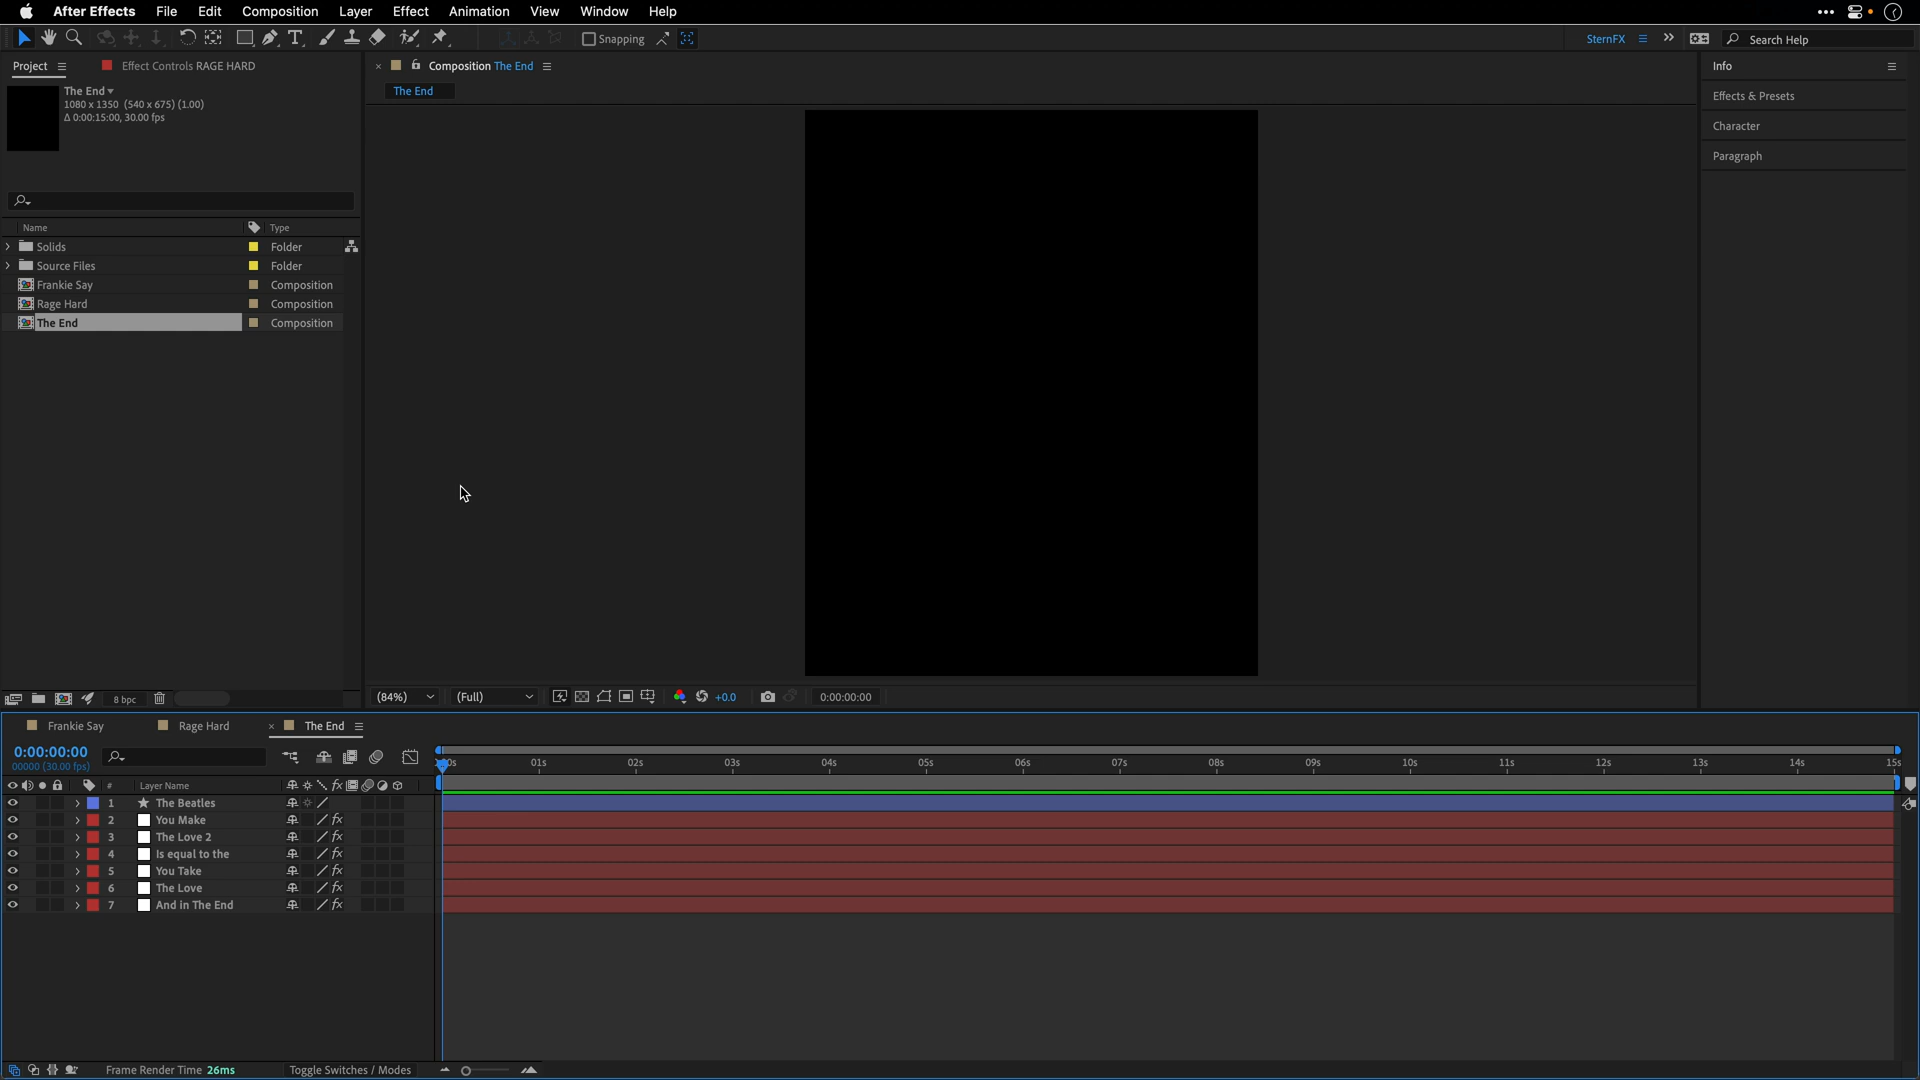 After Effects File Edit Composition Layer Effect Animation View Window Help
Snapping SternFX Search Help
Project Effect Controls RAGE HARD
The End
1080 x 1350 (540 x 675) (1.00)
Δ 0:00:15:00, 30.00 fps
Name Type
Solids Folder
Source Files Folder
Frankie Say Composition
Rage Hard Composition
The End Composition
8 bpc
Composition The End
The End
(84%) (Full) +0.0 0:00:00:00
Info
Effects & Presets
Character
Paragraph
Frankie Say Rage Hard The End
0:00:00:00
00000 (30.00 fps)
01s 02s 03s 04s 05s 06s 07s 08s 09s 10s 11s 12s 13s 14s 15s
# Layer Name fx
1 The Beatles
2 You Make fx
3 The Love 2 fx
4 Is equal to the fx
5 You Take fx
6 The Love fx
7 And in The End fx
Frame Render Time 26ms Toggle Switches / Modes